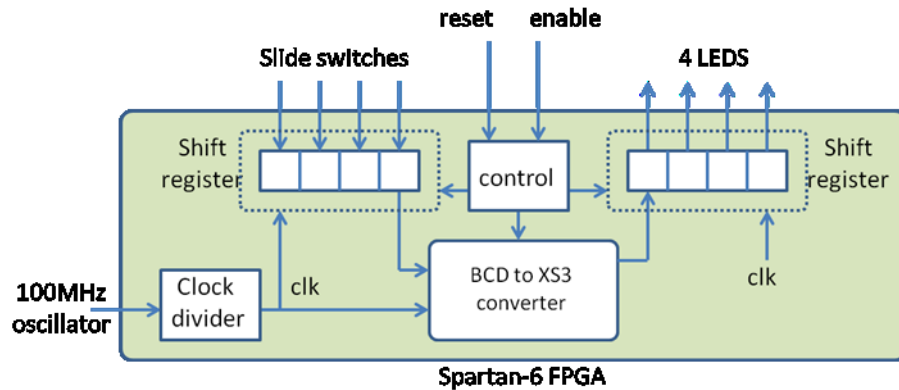 reset
enable
Slide switches
4 LEDS
Shift
register
control
Shift
register
BCD to XS3
converter
clk
clk
100MHz
oscillator
Clock
divider
Spartan-6 FPGA